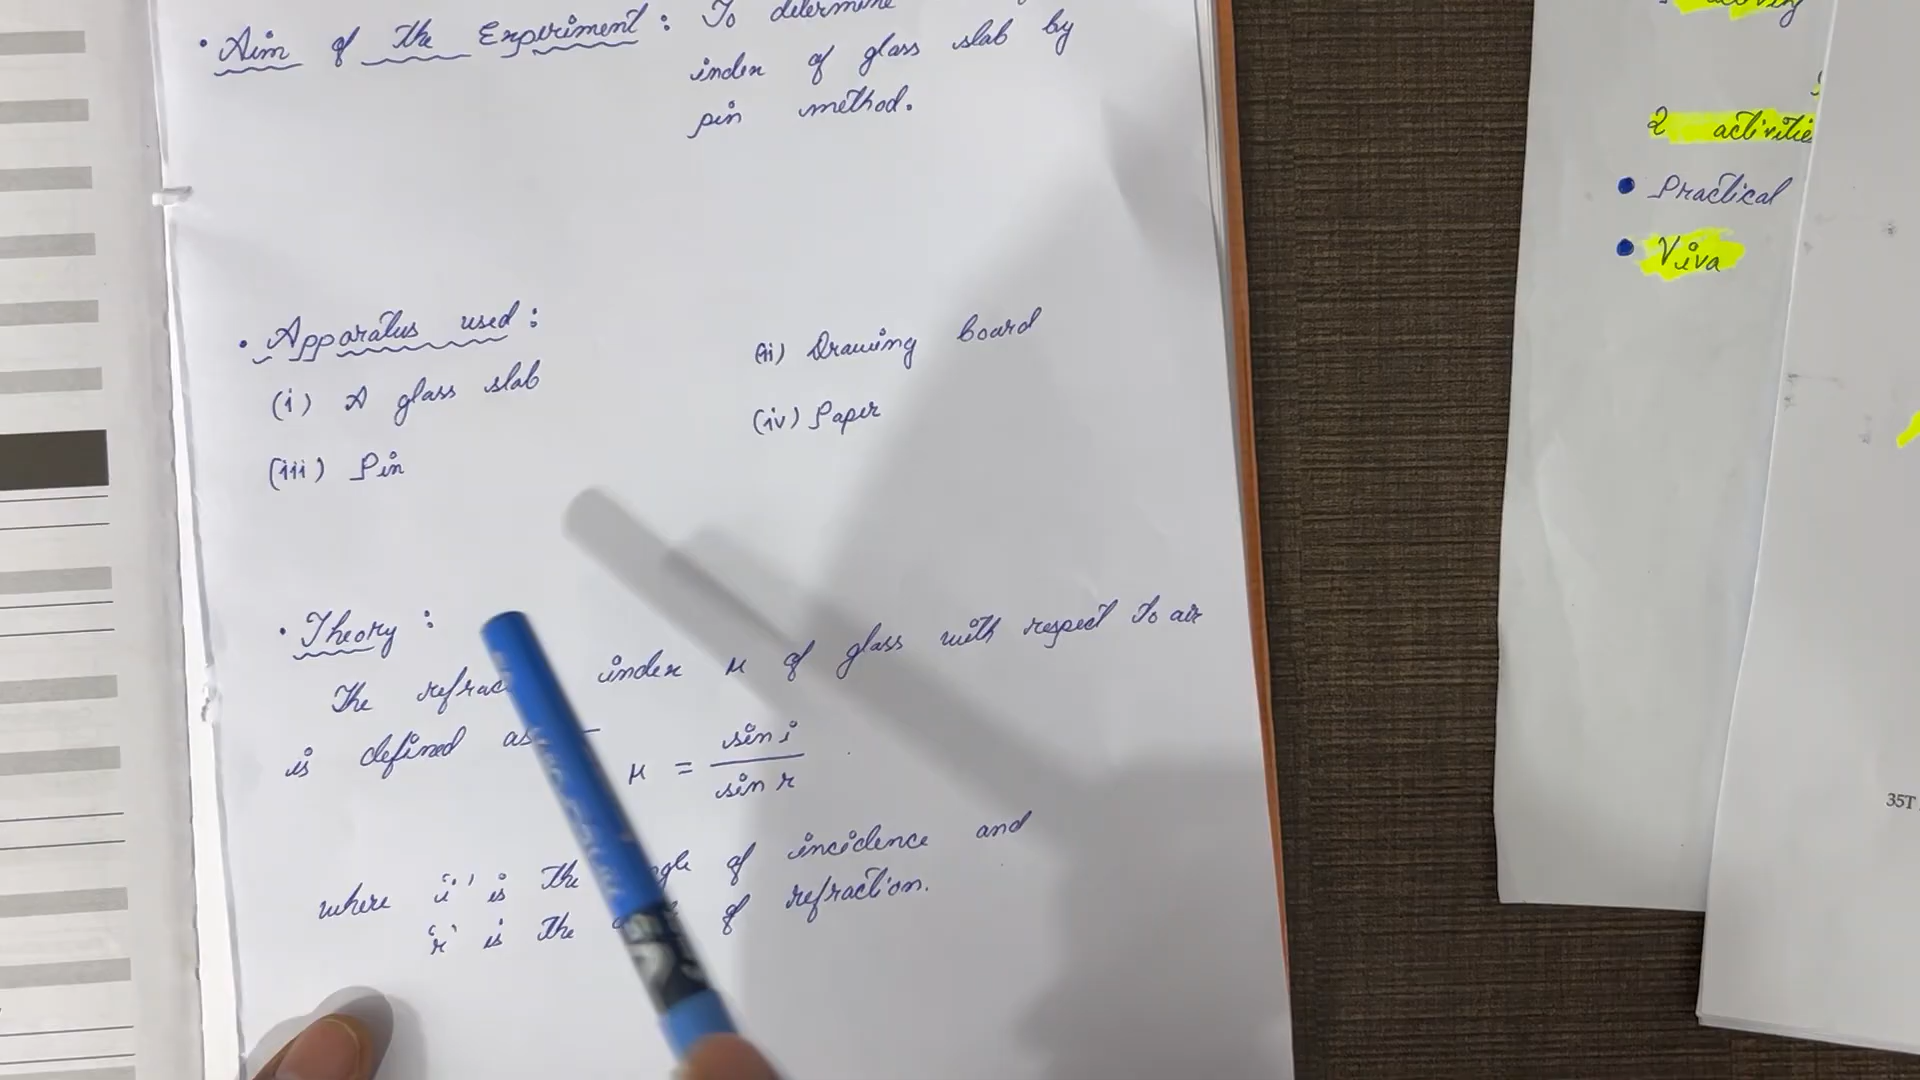 • Aim of the Experiment: To determine
index of glass slab by
pin method.
• Apparatus used:
(i) A glass slab
(ii) Drawing board
(iii) Pin
(iv) Paper
• Theory:
The index μ of glass with respect to air
is defined as
μ = sin i / sin r
where 'i' is the of incidence and
'r' is the of refraction.
2 activitie
• Practical
• Viva
35T